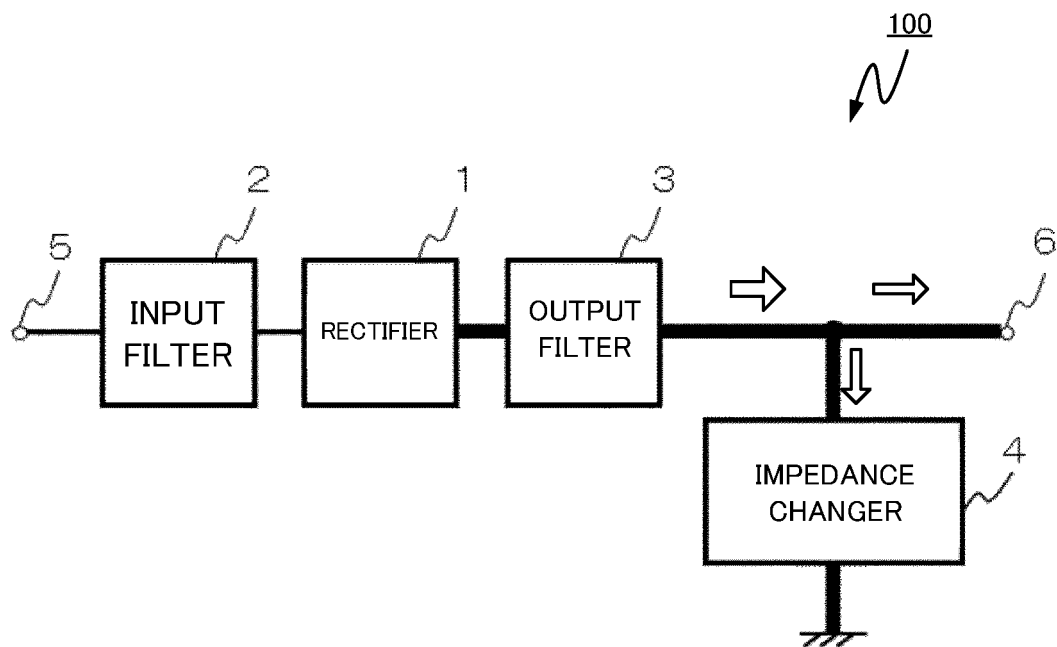 100
2
1
3
5
6
INPUT
FILTER
RECTIFIER
OUTPUT
FILTER
4
IMPEDANCE
CHANGER